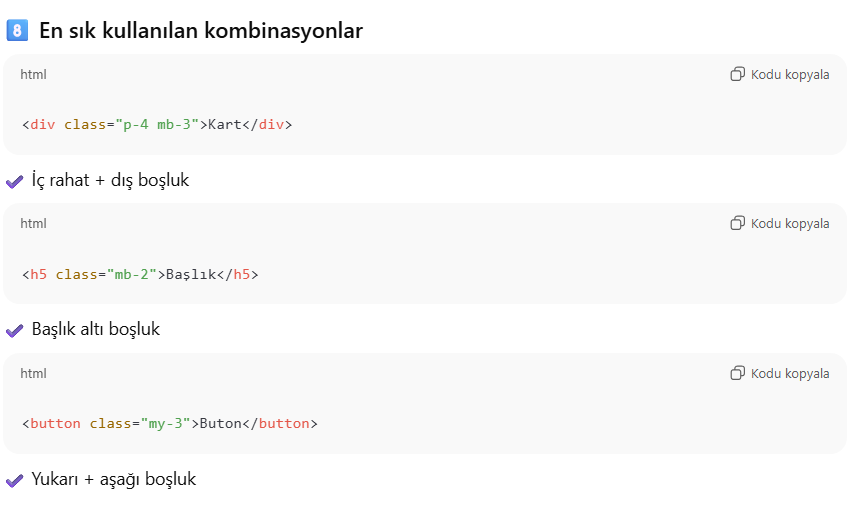 8 En sık kullanılan kombinasyonlar
html Kodu kopyala
<div class="p-4 mb-3">Kart</div>
İç rahat + dış boşluk
html Kodu kopyala
<h5 class="mb-2">Başlık</h5>
Başlık altı boşluk
html Kodu kopyala
<button class="my-3">Buton</button>
Yukarı + aşağı boşluk